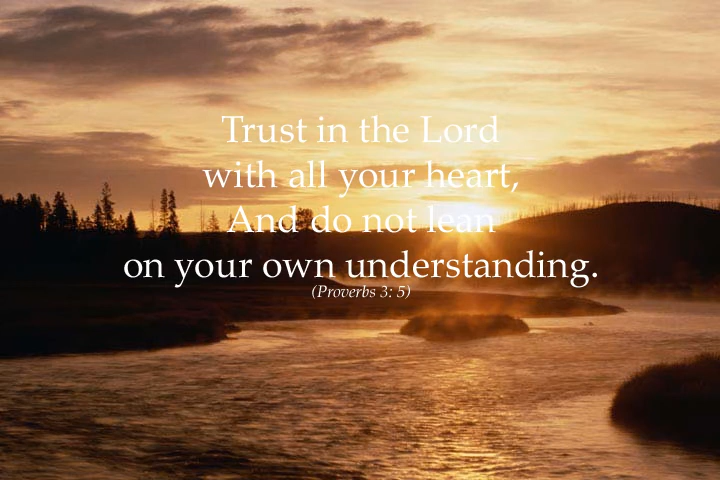 Trust in the Lord
with all your heart,
And do not lean
on your own understanding.
(Proverbs 3: 5)